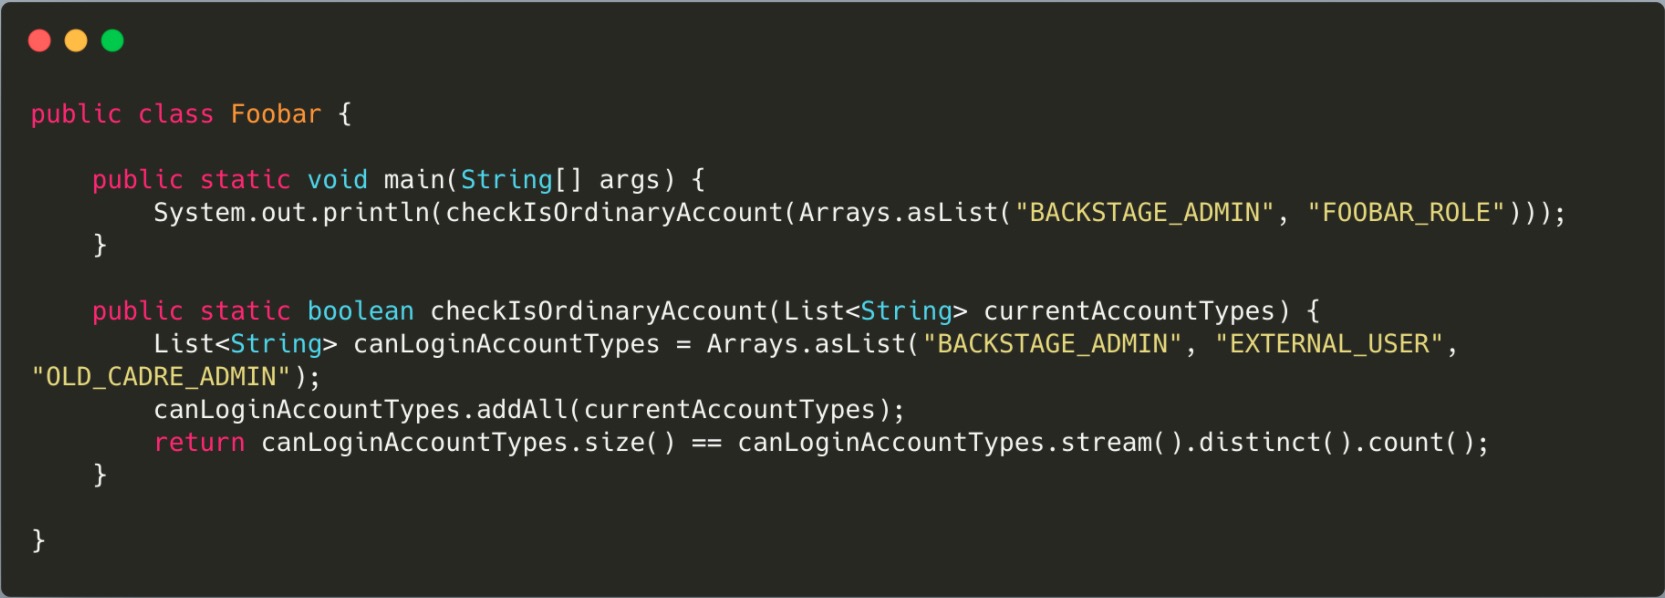 public class Foobar {
    public static void main(String[] args) {
        System.out.println(checkIsOrdinaryAccount(Arrays.asList("BACKSTAGE_ADMIN", "FOOBAR_ROLE")));
    }
    public static boolean checkIsOrdinaryAccount(List<String> currentAccountTypes) {
        List<String> canLoginAccountTypes = Arrays.asList("BACKSTAGE_ADMIN", "EXTERNAL_USER",
"OLD_CADRE_ADMIN");
        canLoginAccountTypes.addAll(currentAccountTypes);
        return canLoginAccountTypes.size() == canLoginAccountTypes.stream().distinct().count();
    }
}